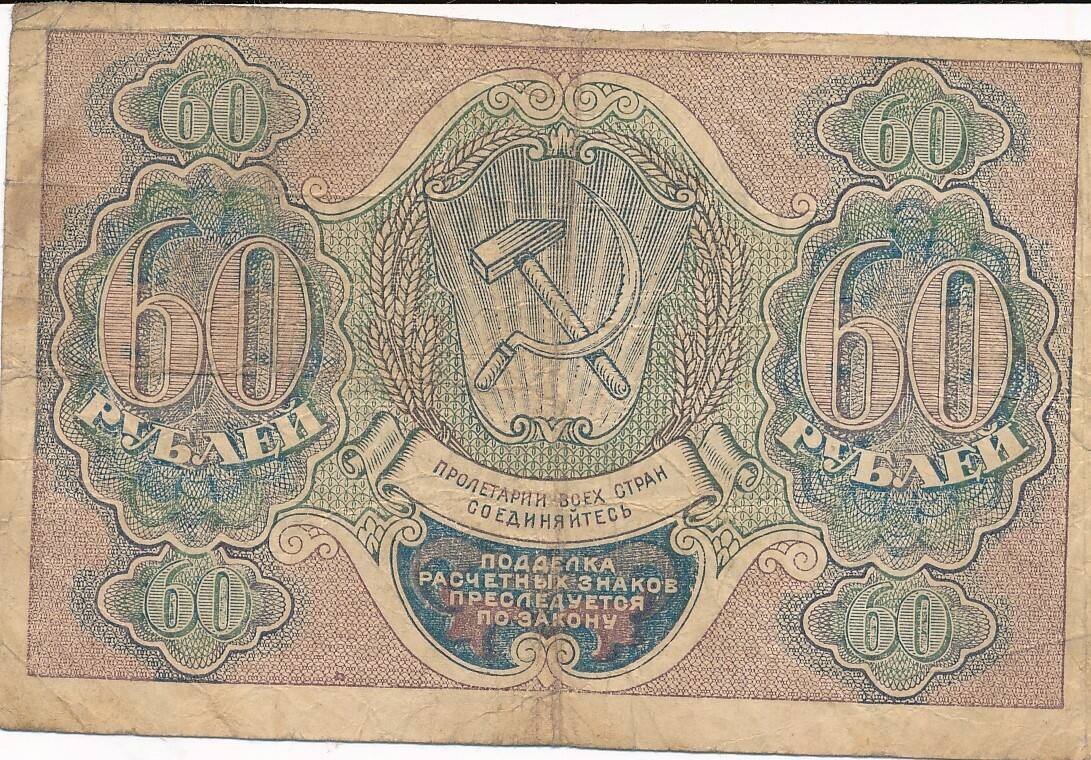 60
60
60
60
РУБЛЕЙ
РУБЛЕЙ
ПРОЛЕТАРИИ ВСЕХ СТРАН
СОЕДИНЯЙТЕСЬ
ПОДДЕЛКА
РАСЧЕТНЫХ ЗНАКОВ
ПРЕСЛЕДУЕТСЯ
ПО ЗАКОНУ
60
60